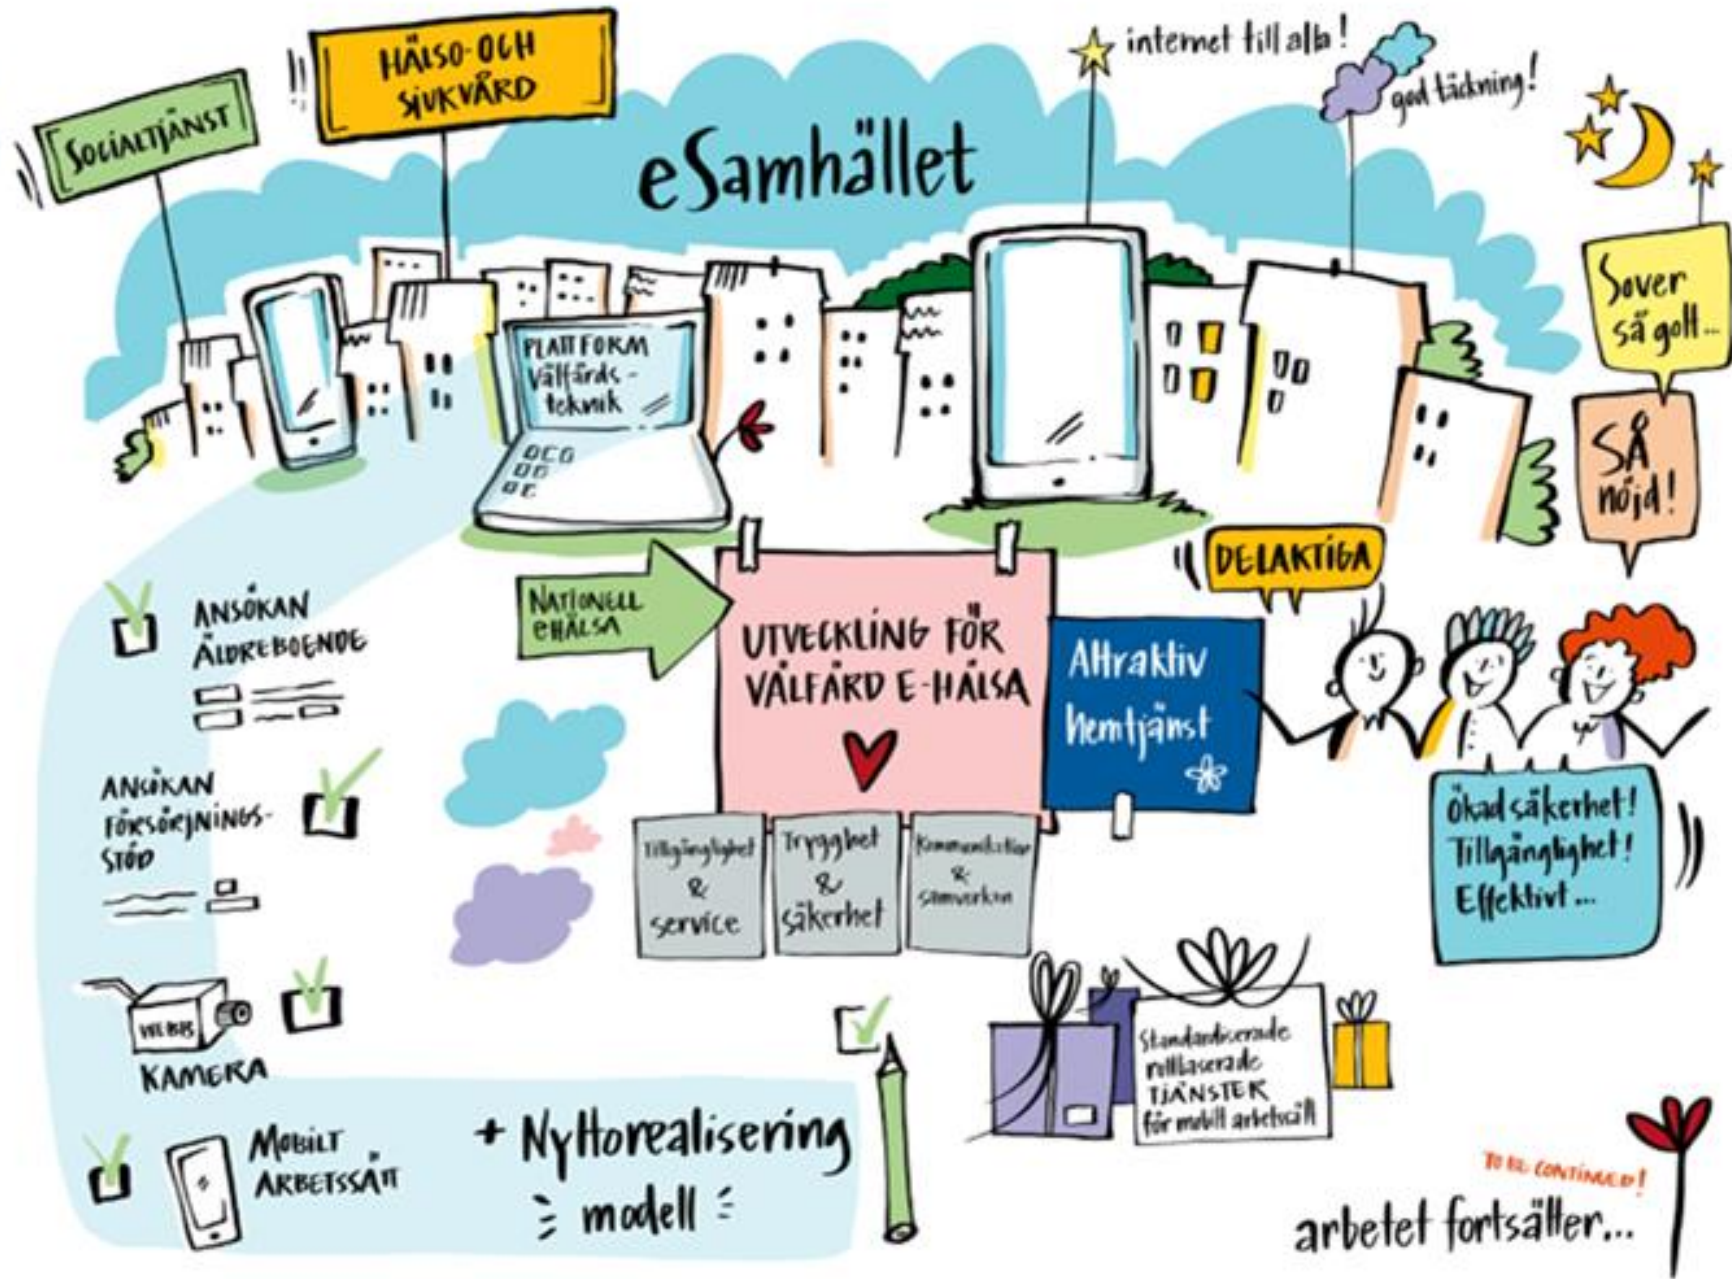 SOCIALTJÄNST
HÄLSO- OCH
SJUKVÅRD
eSamhället
internet till alla!
god täckning!
Sover
så gott...
SÅ
nöjd!
PLATTFORM
Välfärds-
teknik
NATIONELL
eHÄLSA
UTVECKLING FÖR
VÄLFÄRD E-HÄLSA
Attraktiv
hemtjänst
DELAKTIGA
Ökad säkerhet!
Tillgänglighet!
Effektivt...
Tillgänglighet
&
service
Trygghet
&
säkerhet
Kommunikation
&
samverkan
ANSÖKAN
ÄLDREBOENDE
ANSÖKAN
FÖRSÖRJNINGS-
STÖD
KAMERA
MOBILT
ARBETSSÄTT
+ Nyttorealisering
modell
Standardiserade
rollbaserade
TJÄNSTER
för mobilt arbetssätt
TO BE CONTINUED!
arbetet fortsätter...